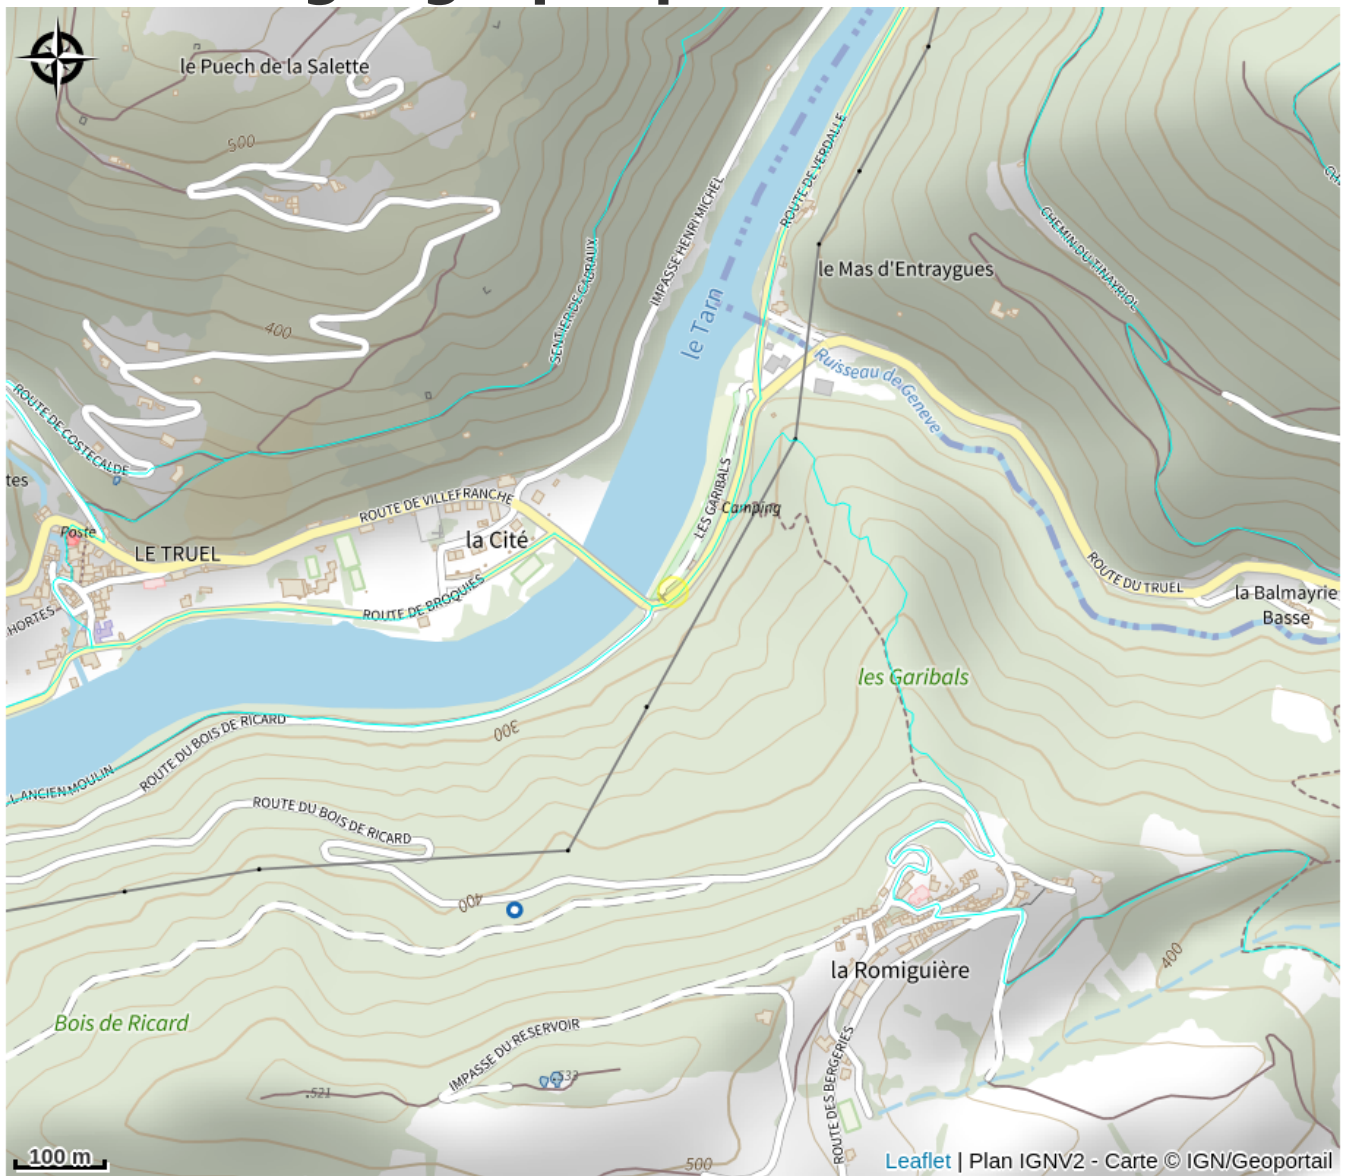 le Puech de la Salette
500
ROUTE DE VERDALLE
IMPASSE HENRI MICHEL
CHEMIN DU TINAYRIOL
SENTIER DE CABRAUX
le Mas d'Entraygues
le Tarn
400
Ruisseau de Geneve
ROUTE DE COSTECALDE
tes
ROUTE DE VILLEFRANCHE
LES GARIBALS
Camping
Poste
LE TRUEL
la Cité
ROUTE DU TRUEL
la Balmayrie
Basse
ROUTE DE BROQUIES
HORTES
les Garibals
300
ROUTE DU BOIS DE RICARD
L ANCIEN MOULIN
ROUTE DU BOIS DE RICARD
400
400
la Romiguière
Bois de Ricard
IMPASSE DU RESERVOIR
533
521
ROUTE DES BERGERIES
500
100 m
Leaflet | Plan IGNV2 - Carte © IGN/Geoportail